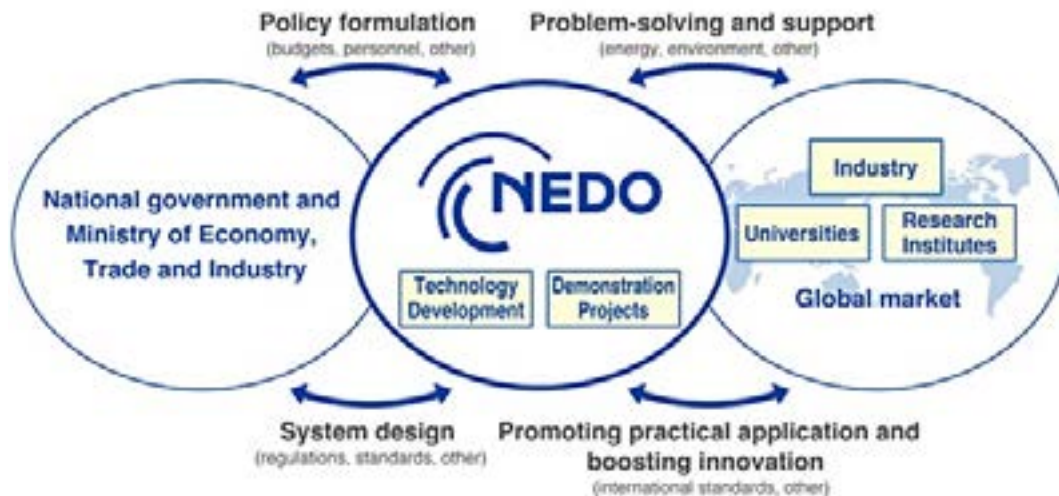 Policy formulation
(budgets, personnel, other)
Problem-solving and support
(energy, environment, other)
National government and
Ministry of Economy,
Trade and Industry
NEDO
Technology
Development
Demonstration
Projects
Industry
Universities
Research
Institutes
Global market
System design
(regulations, standards, other)
Promoting practical application and
boosting innovation
(international standards, other)